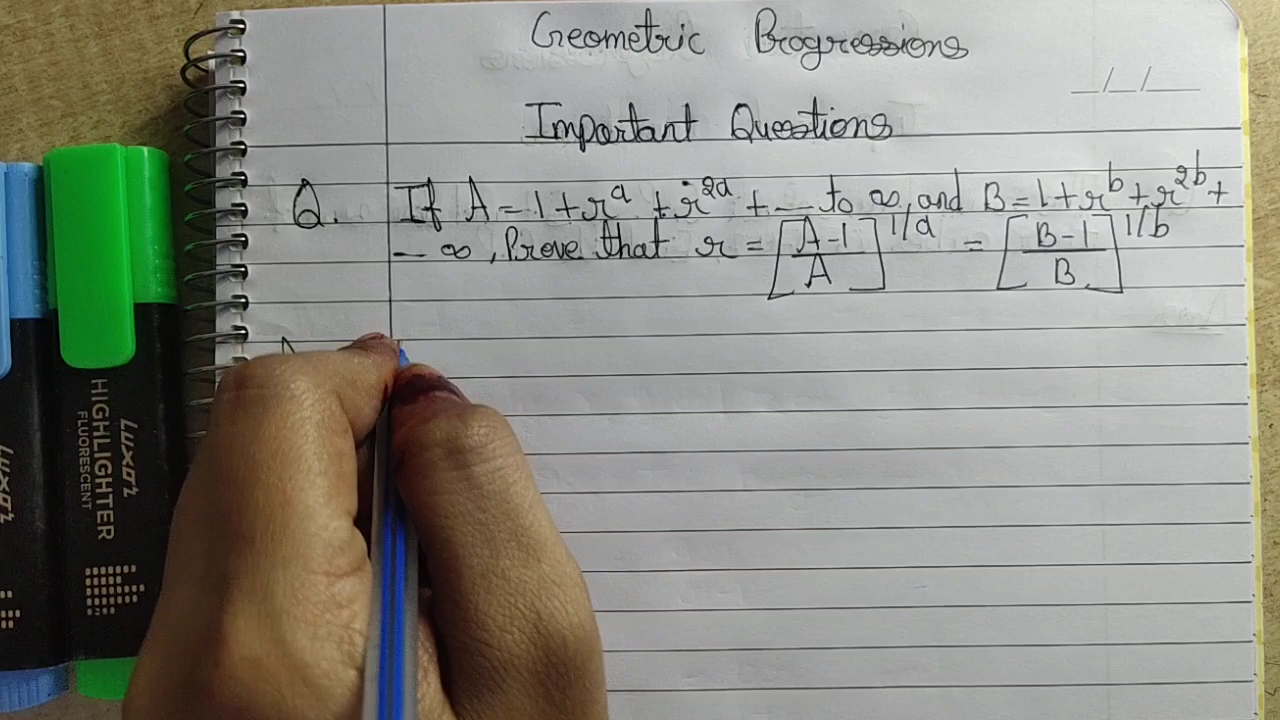 Geometric Progressions
_/_/_
Important Questions
Q. If A = 1 + r^a + r^2a + --- to ∞, and B = 1 + r^b + r^2b +
--- ∞, Prove that r = [A-1/A]^1/a = [B-1/B]^1/b
HIGHLIGHTER
FLUORESCENT
LUXOR
LUXOR